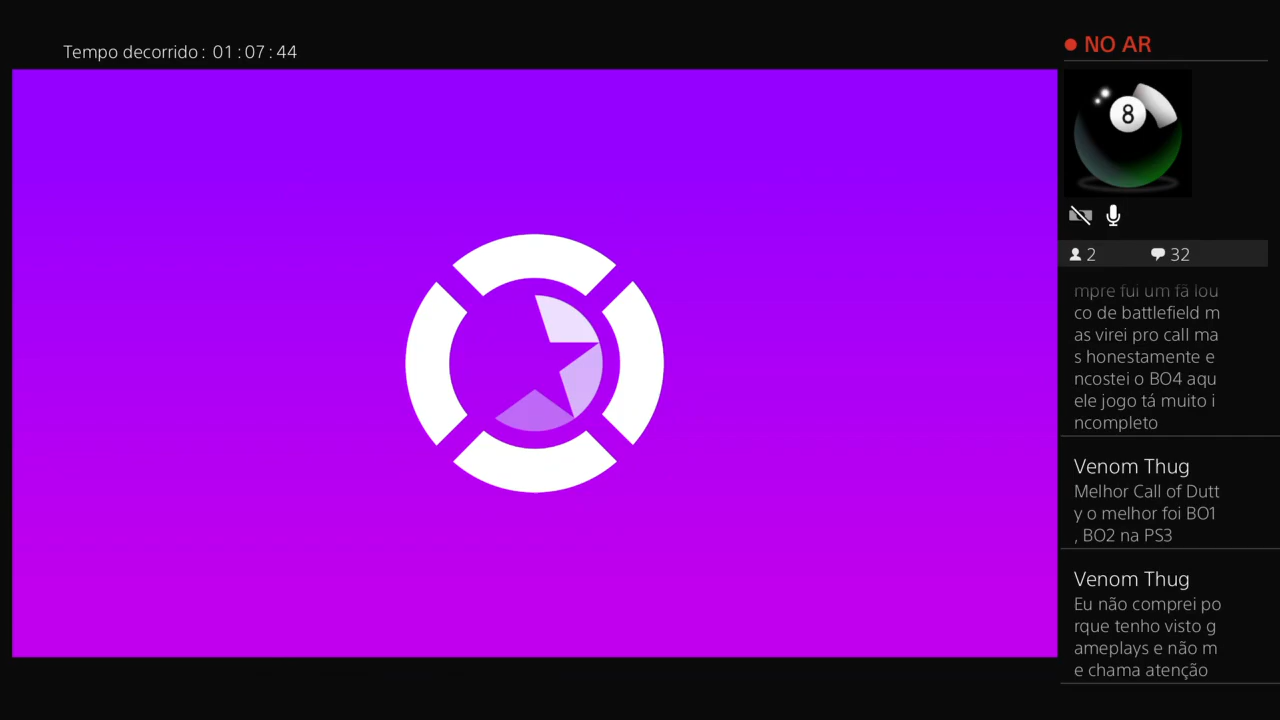 Tempo decorrido: 01:07:44
NO AR
8
2 32
mpre fui um fã lou
co de battlefield m
as virei pro call ma
s honestamente e
ncostei o BO4 aqu
ele jogo tá muito i
ncompleto
Venom Thug
Melhor Call of Dutt
y o melhor foi BO1
, BO2 na PS3
Venom Thug
Eu não comprei po
rque tenho visto g
ameplays e não m
e chama atenção